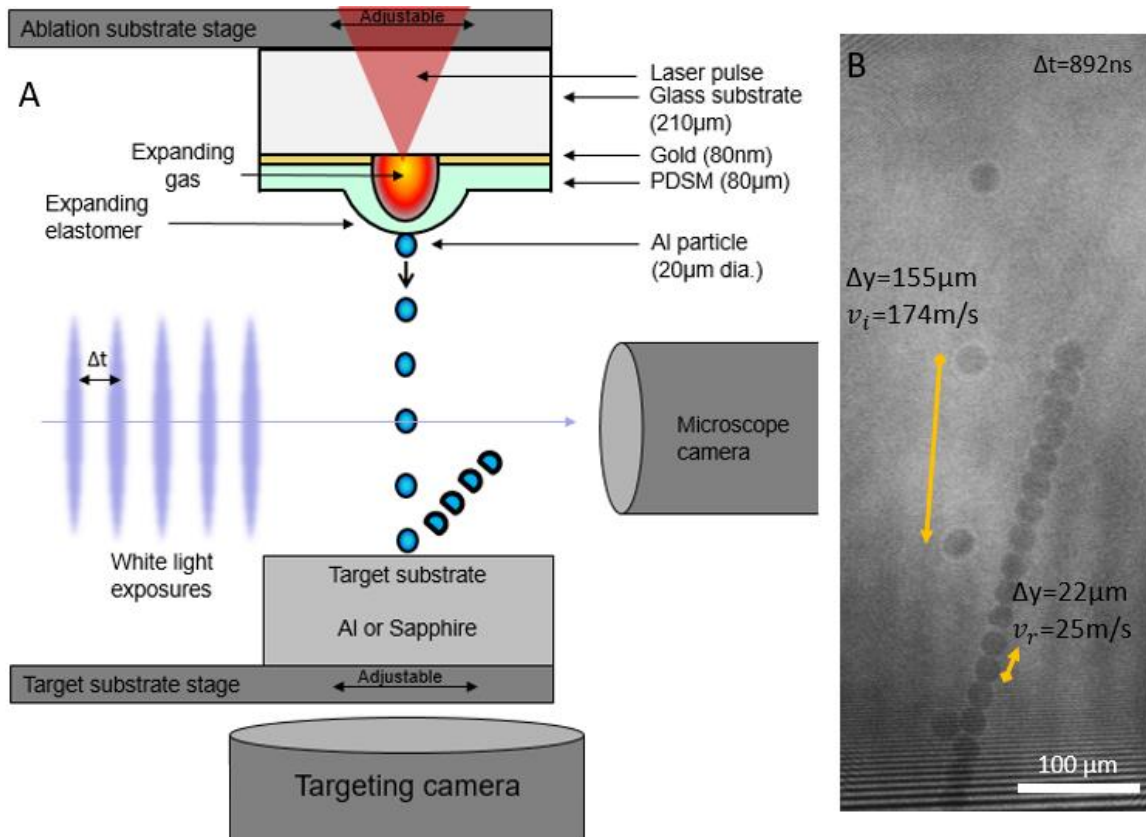 Ablation substrate stage
Adjustable
A
Laser pulse
Glass substrate
(210µm)
Expanding
gas
Gold (80nm)
PDSM (80µm)
Expanding
elastomer
Al particle
(20µm dia.)
Δt
Microscope
camera
White light
exposures
Target substrate
Al or Sapphire
Target substrate stage
Adjustable
Targeting camera
B
Δt=892ns
Δy=155µm
vᵢ=174m/s
Δy=22µm
vᵣ=25m/s
100 µm